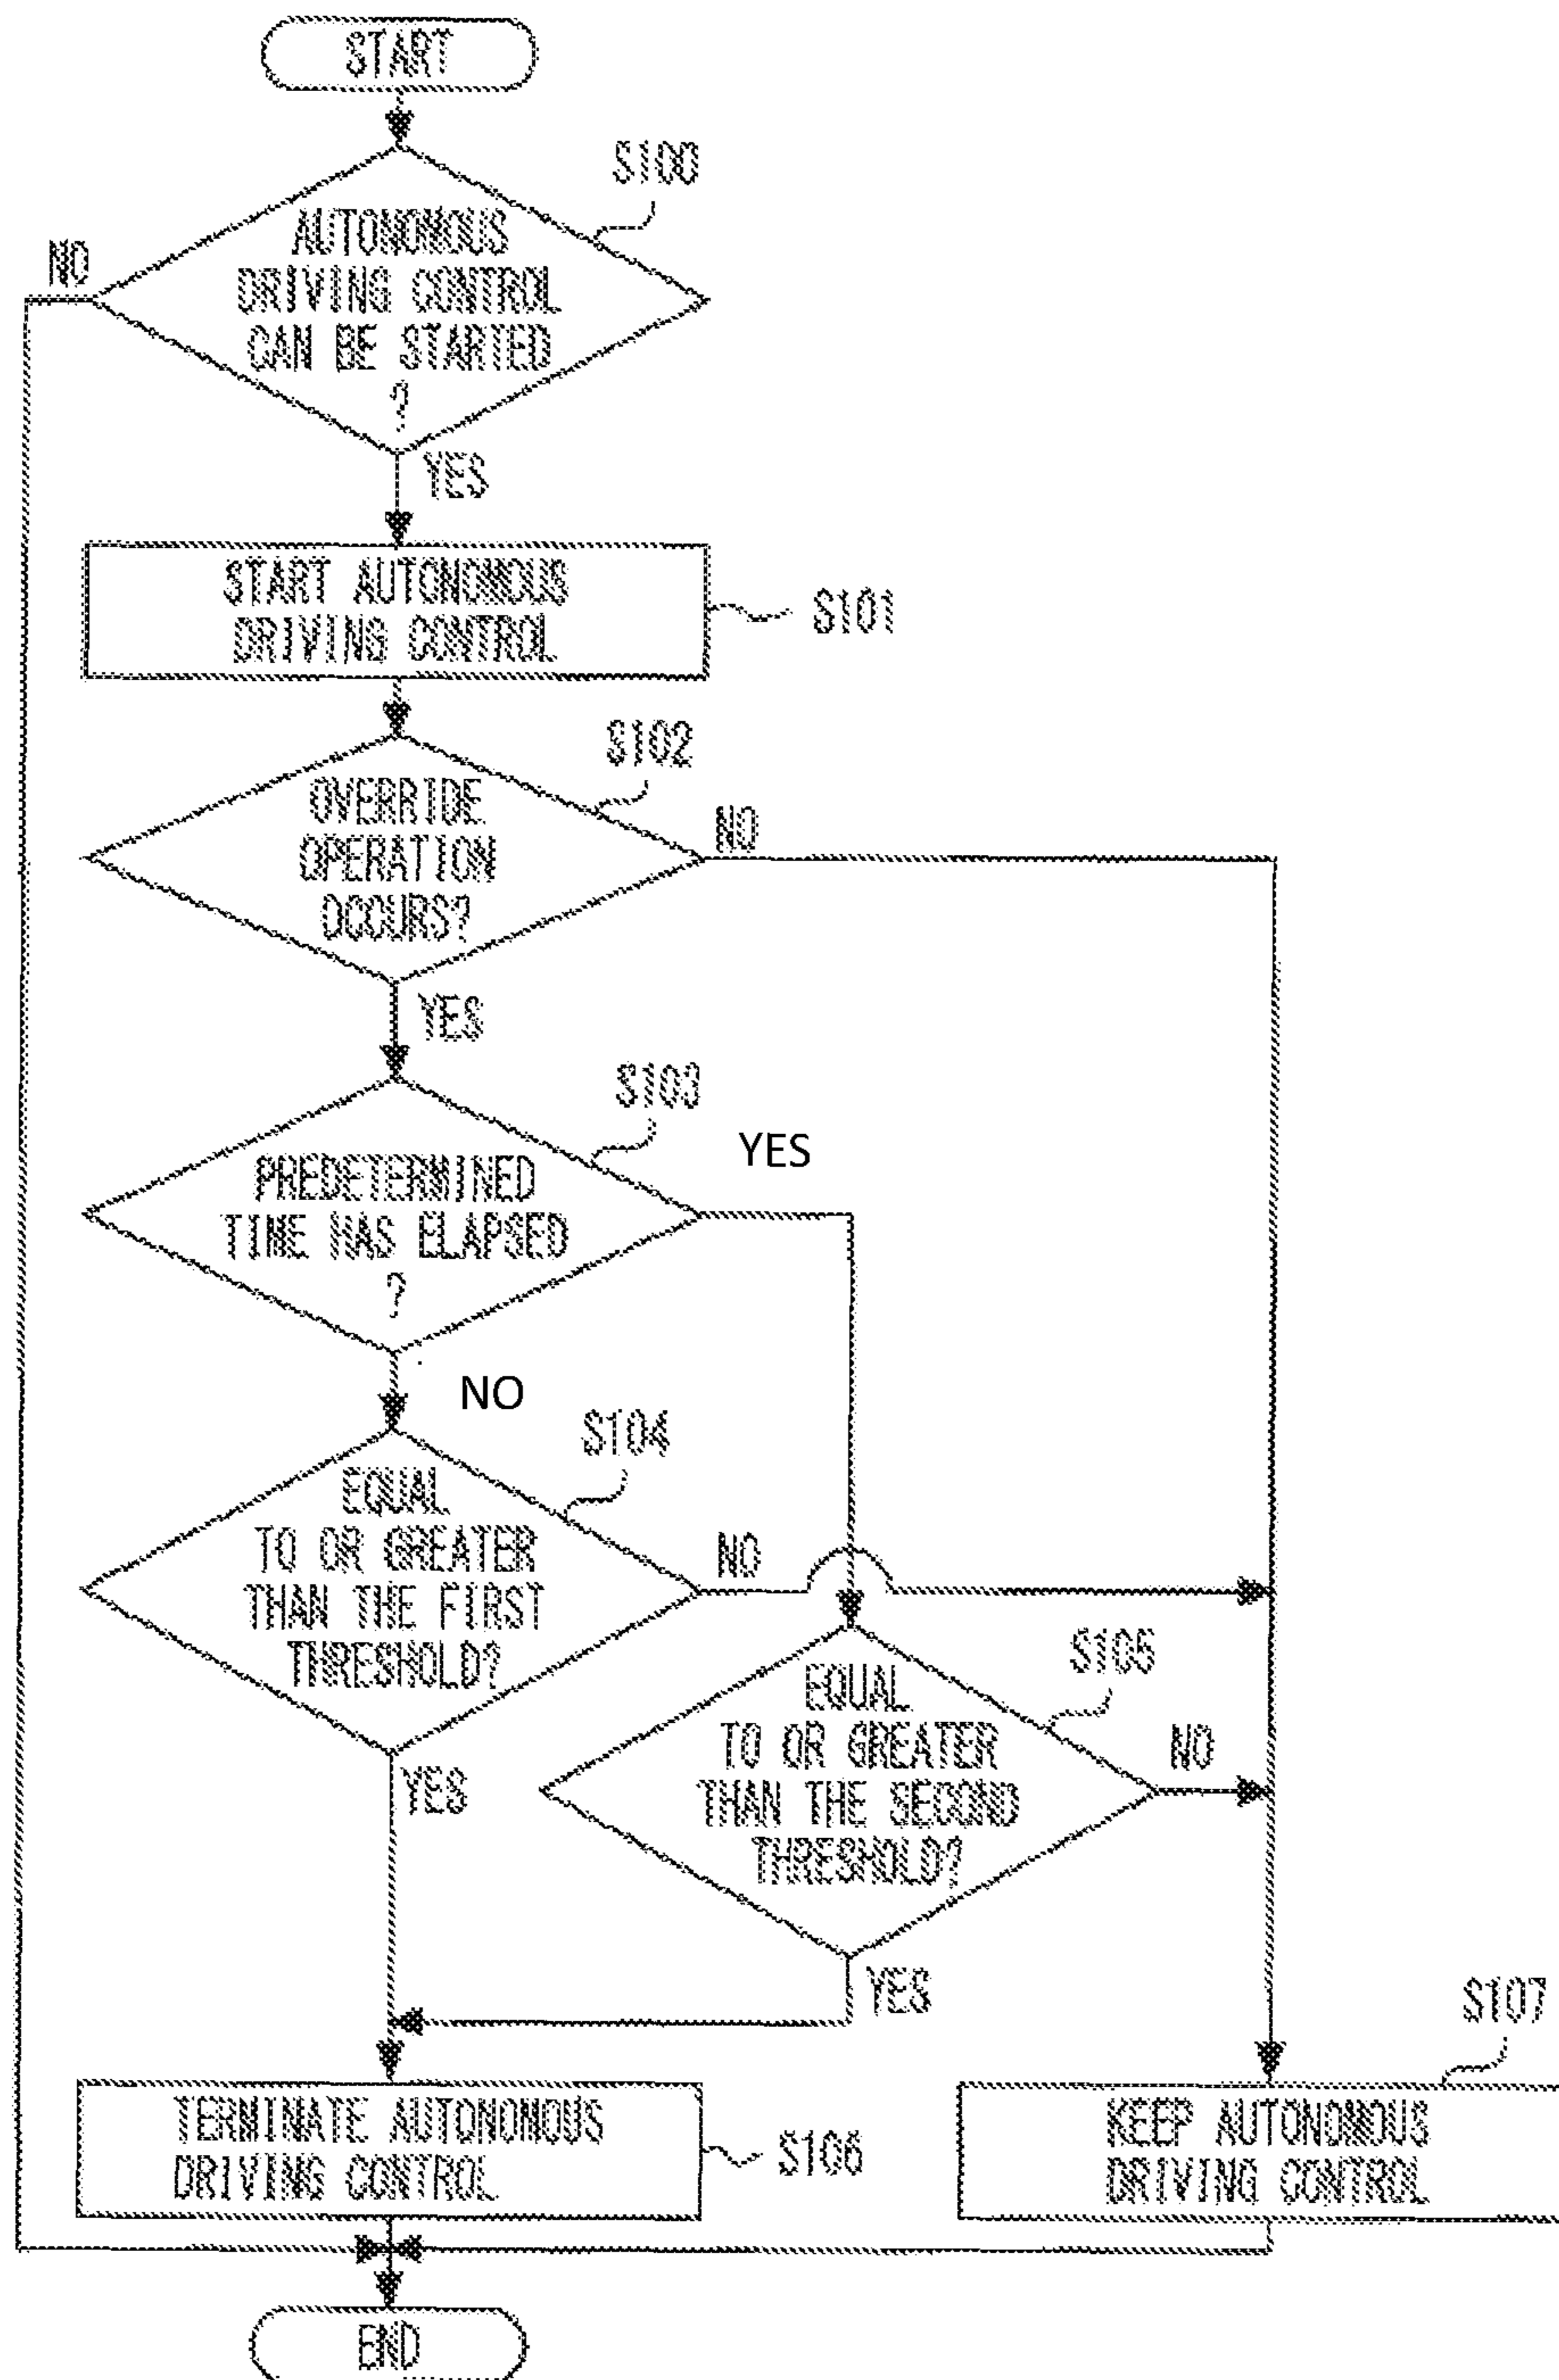 START
S100
AUTONOMOUS
DRIVING CONTROL
CAN BE STARTED
?
NO
YES
START AUTONOMOUS
DRIVING CONTROL
S101
S102
OVERRIDE
OPERATION
OCCURS?
NO
YES
S103
YES
PREDETERMINED
TIME HAS ELAPSED
?
NO
S104
EQUAL
TO OR GREATER
THAN THE FIRST
THRESHOLD?
NO
YES
S105
EQUAL
TO OR GREATER
THAN THE SECOND
THRESHOLD?
NO
YES
S107
TERMINATE AUTONOMOUS
DRIVING CONTROL
S106
KEEP AUTONOMOUS
DRIVING CONTROL
END